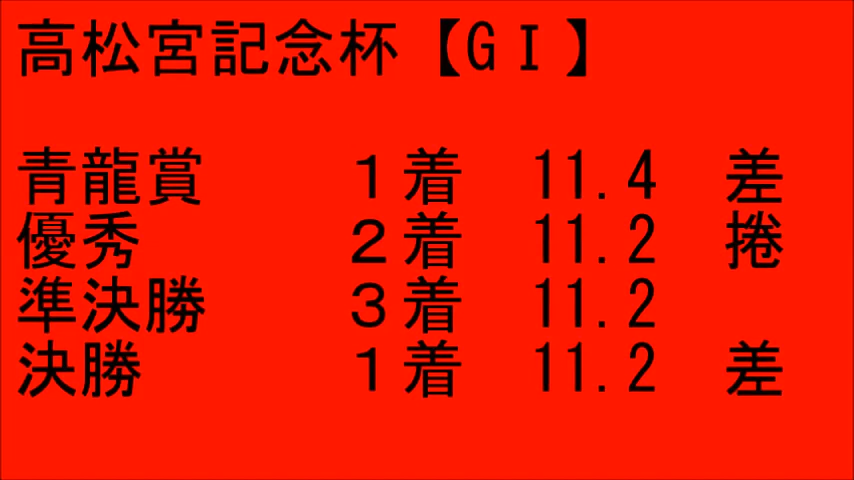 高松宮記念杯【GⅠ】
青龍賞 1着 11.4 差
優秀 2着 11.2 捲
準決勝 3着 11.2
決勝 1着 11.2 差